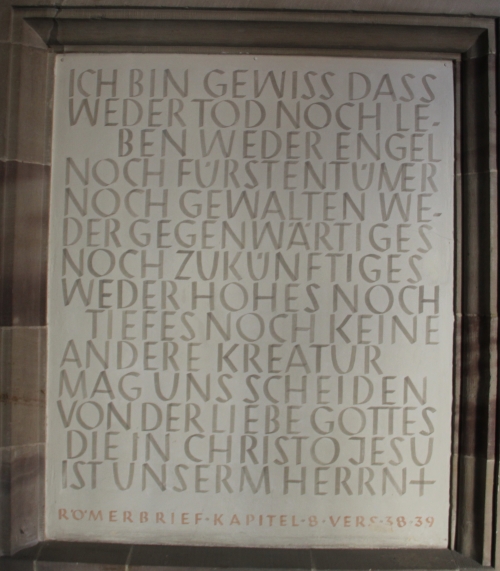 ICH BIN GEWISS DASS
WEDER TOD NOCH LE-
BEN WEDER ENGEL
NOCH FÜRSTENTÜMER
NOCH GEWALTEN WE-
DER GEGENWÄRTIGES
NOCH ZUKÜNFTIGES
WEDER HOHES NOCH
TIEFES NOCH KEINE
ANDERE KREATUR
MAG UNS SCHEIDEN
VON DER LIEBE GOTTES
DIE IN CHRISTO JESU
IST UNSERM HERRN +
RÖMERBRIEF · KAPITEL · 8 · VERS · 38 · 39